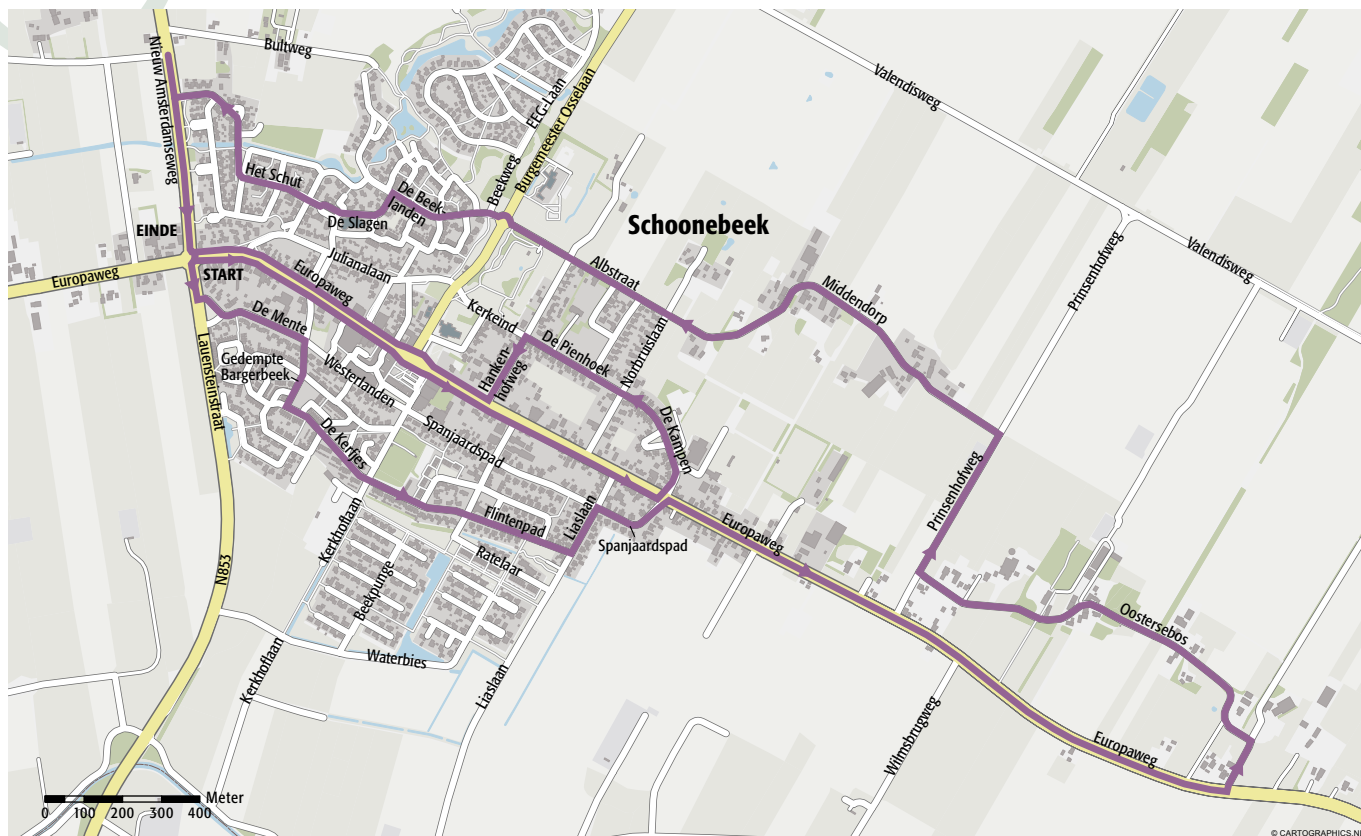 Nieuw Amsterdamseweg
Bultweg
EEG-Laan
Burgemeester Osselaan
Beekweg
Valendisweg
Het Schut
De Beek-
landen
De Slagen
Schoonebeek
EINDE
Julianalaan
START
Europaweg
Europaweg
Albstraat
Middendorp
Prinsenhofweg
Valendisweg
De Mente
Kerkeind
De Pienhoek
Norbruislaan
Hanken-
hofweg
Gedempte
Bargerbeek
Westerlanden
Lauensteinstraat
De Kerfjes
Spanjaardspad
De Kampen
Prinsenhofweg
Flintenpad
Liaslaan
Spanjaardspad
Europaweg
Kerkhoflaan
Ratelaar
Beekpunge
N853
Oostersebos
Kerkhoflaan
Waterbies
Liaslaan
Wilmsbrugweg
Europaweg
Meter
0 100 200 300 400
© CARTOGRAPHICS.N